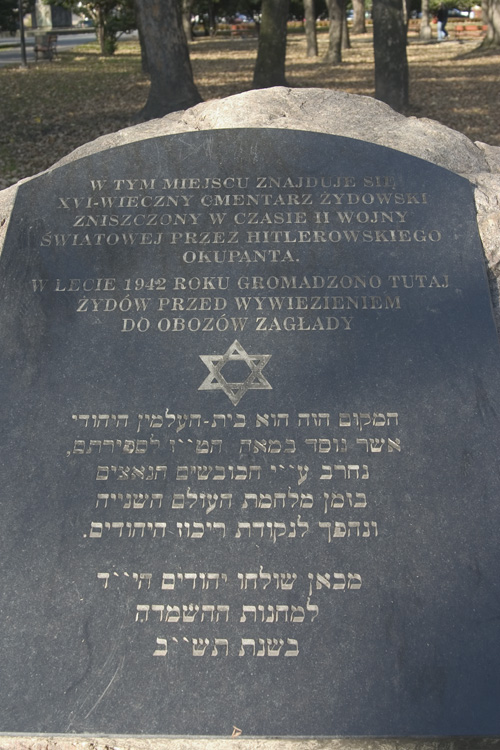 W TYM MIEJSCU ZNAJDUJE SIĘ
XVI-WIECZNY CMENTARZ ŻYDOWSKI
ZNISZCZONY W CZASIE II WOJNY
ŚWIATOWEJ PRZEZ HITLEROWSKIEGO
OKUPANTA.
W LECIE 1942 ROKU GROMADZONO TUTAJ
ŻYDÓW PRZED WYWIEZIENIEM
DO OBOZÓW ZAGŁADY
המקום הזה הוא בית-העלמין היהודי
אשר נוסד במאה הט''ז לספירתם,
נחרב ע''י הכובשים הנאצים
בזמן מלחמת העולם השנייה
ונהפך לנקודת ריכוז היהודים.
מכאן שולחו יהודים הי''ד
למחנות ההשמדה
בשנת תש''ב